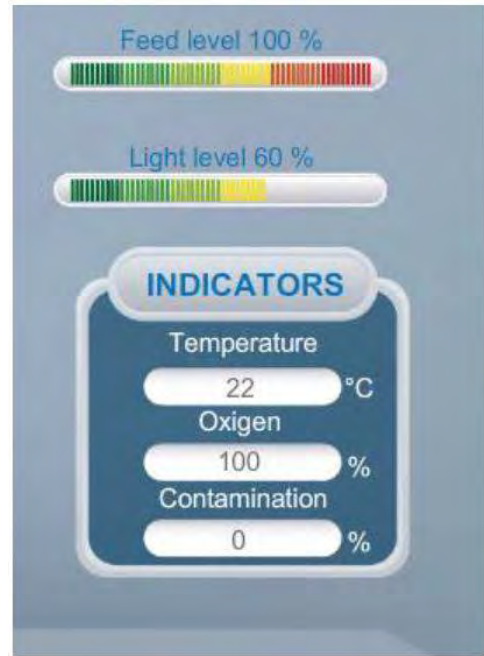 Feed level 100 %
Light level 60 %
INDICATORS
Temperature
22 °C
Oxigen
100 %
Contamination
0 %